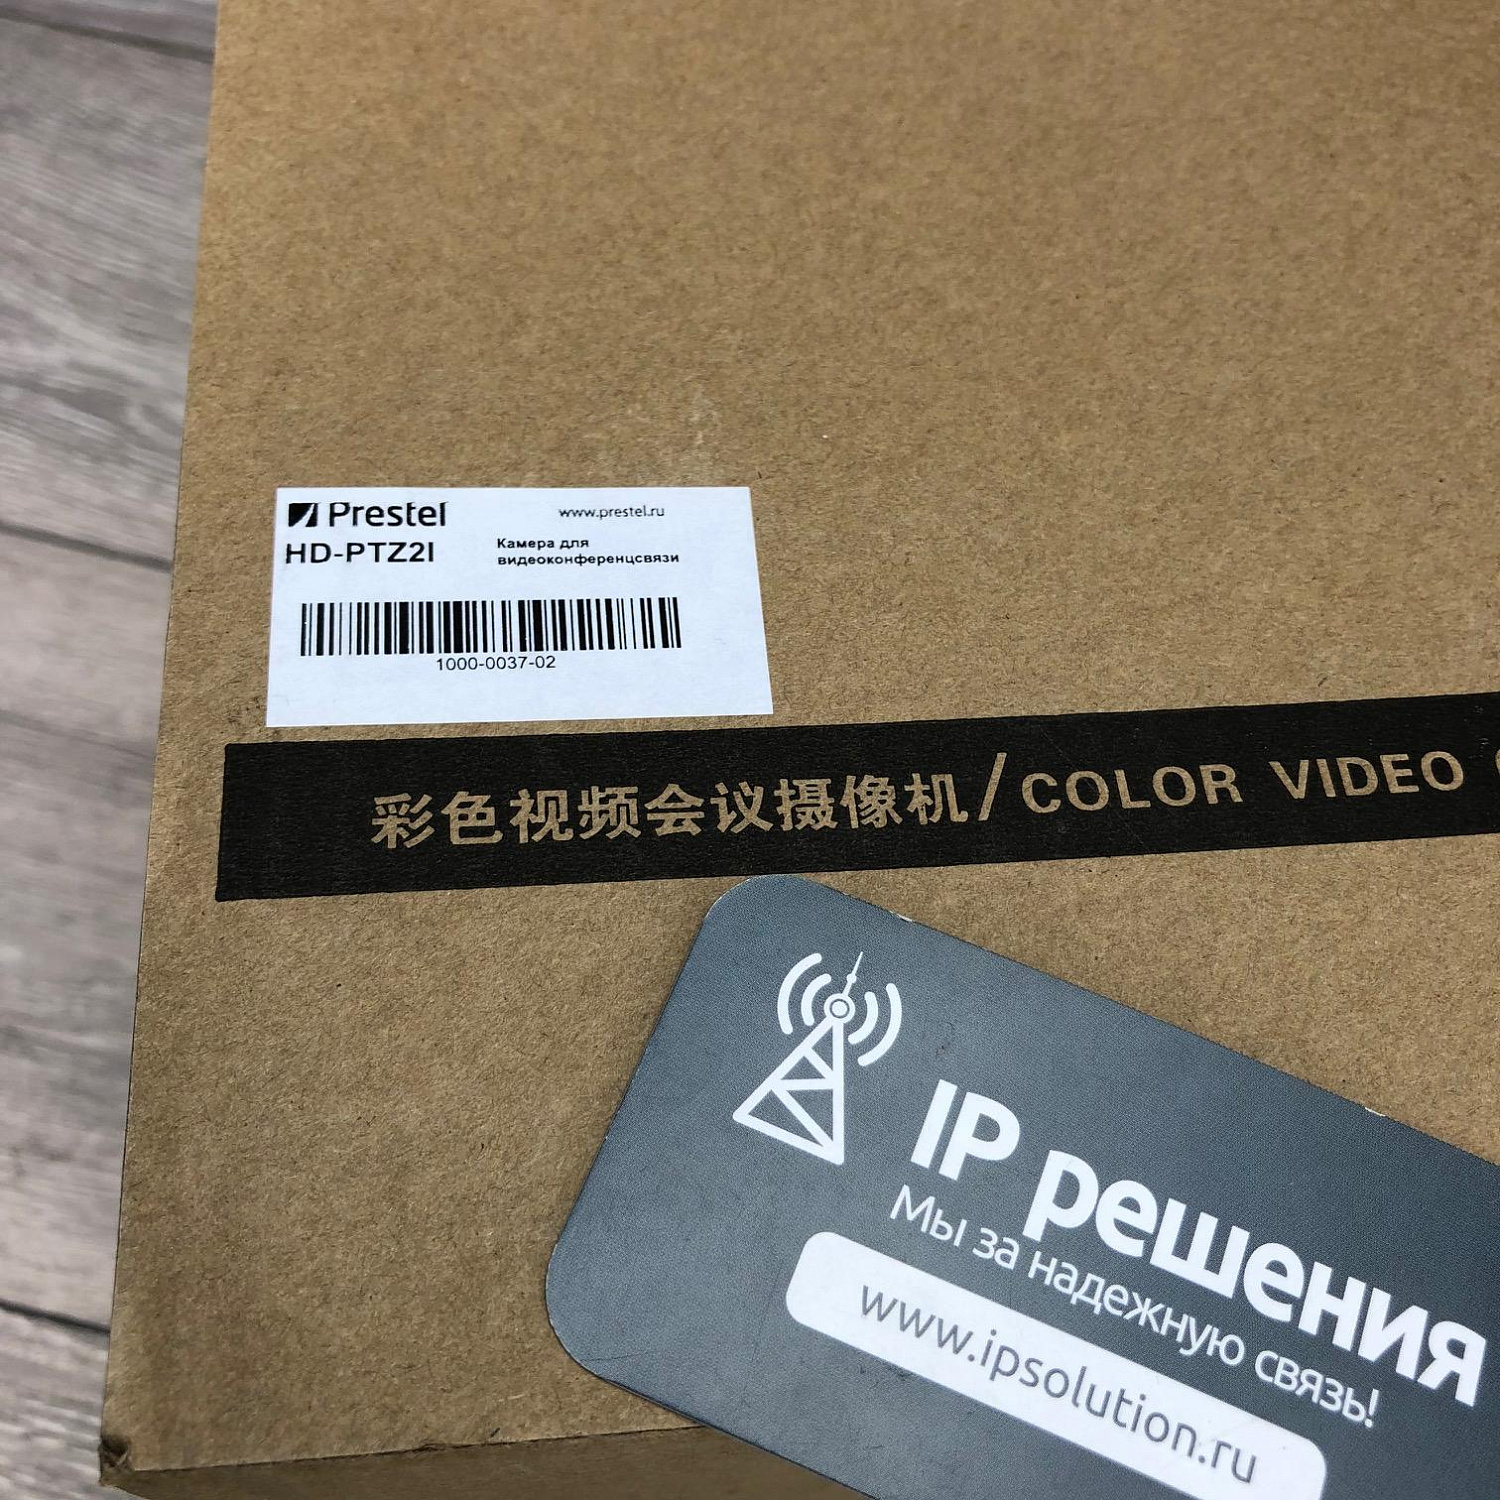 Prestel
www.prestel.ru
HD-PTZ2I
Камера для
видеоконференцсвязи
1000-0037-02
彩色视频会议摄像机/COLOR VIDEO
IP решения
Мы за надежную связь!
www.ipsolution.ru